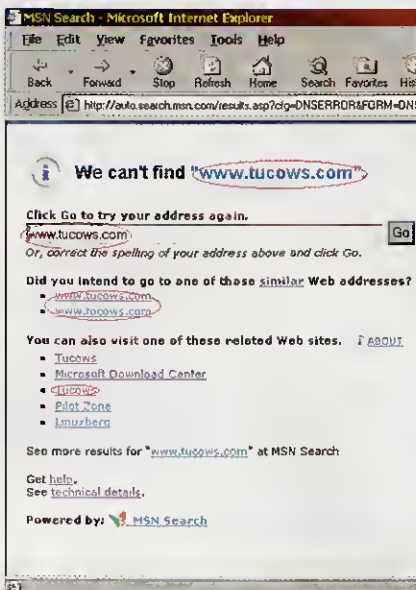 MSN Search - Microsoft Internet Explorer
File Edit View Favorites Tools Help
Back Forward Stop Refresh Home Search Favorites His
Address http://auto.search.msn.com/results.asp?cfg=DNSERROR&FORM=DNS
We can't find "www.tucows.com"
Click Go to try your address again.
www.tucows.com Go
Or, correct the spelling of your address above and click Go.
Did you intend to go to one of these similar Web addresses?
www.tucows.com
www.tocows.com
You can also visit one of these related Web sites. ABOUT
Tucows
Microsoft Download Center
Tucows
Pilot Zone
Linuxberg
See more results for "www.tucows.com" at MSN Search
Get help.
See technical details.
Powered by: MSN Search